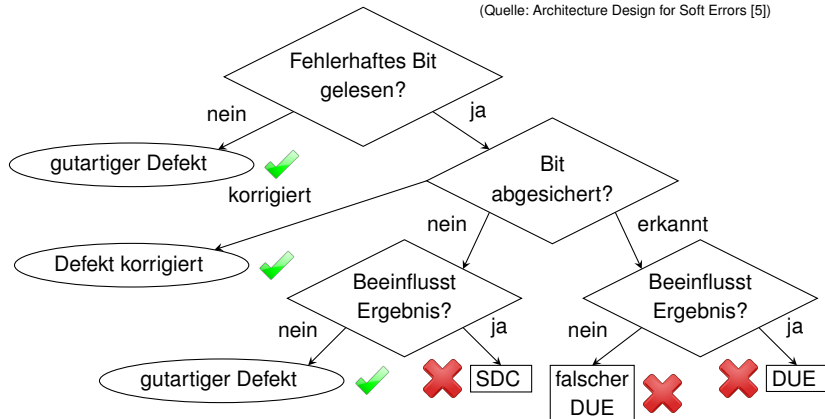 (Quelle: Architecture Design for Soft Errors [5])
Fehlerhaftes Bit
gelesen?
nein
ja
gutartiger Defekt
korrigiert
Bit
abgesichert?
nein
erkannt
Defekt korrigiert
Beeinflusst
Ergebnis?
Beeinflusst
Ergebnis?
nein
ja
nein
ja
gutartiger Defekt
SDC
falscher
DUE
DUE